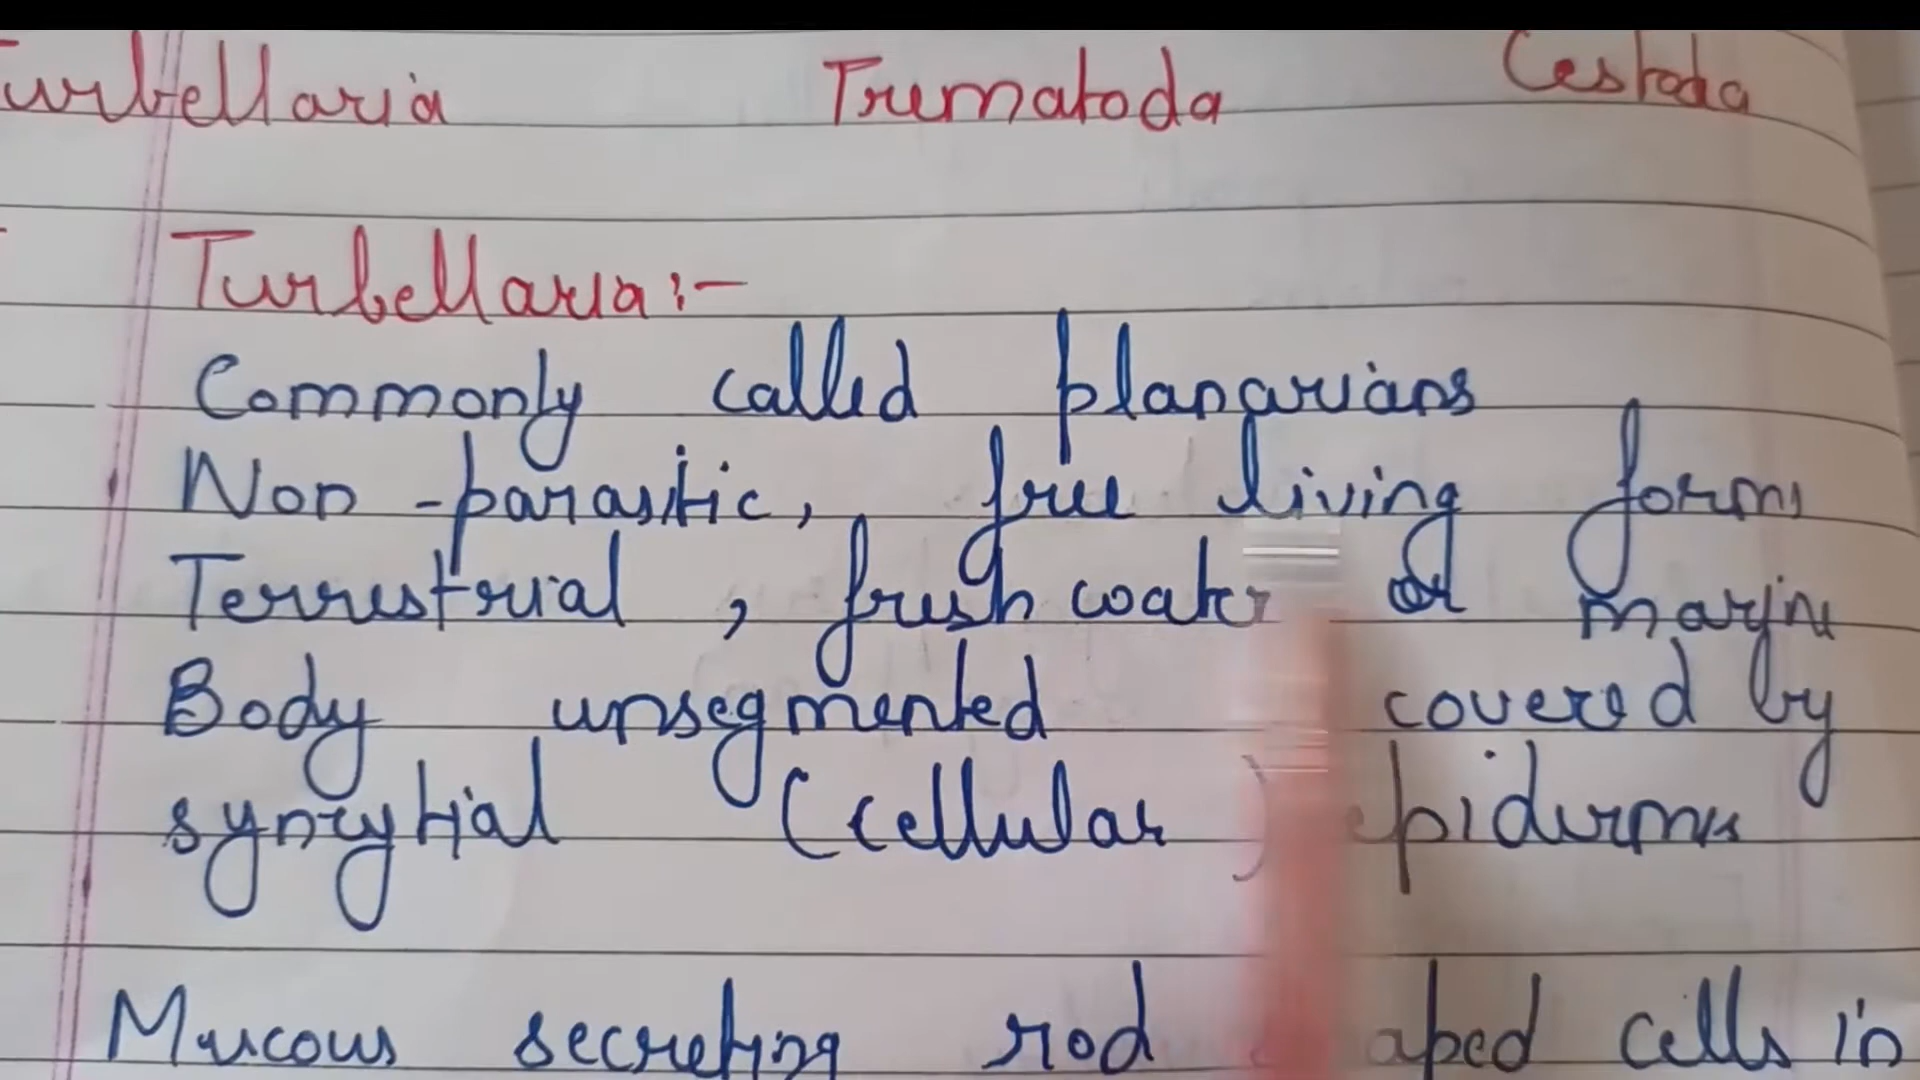 Turbellaria Trematoda Cestoda
Turbellaria :-
Commonly called planarians
Non-parasitic, free living forms
Terrestrial, fresh water or marine
Body unsegmented covered by
syncytial (cellular) epidermis
Mucous secreting rod cells in